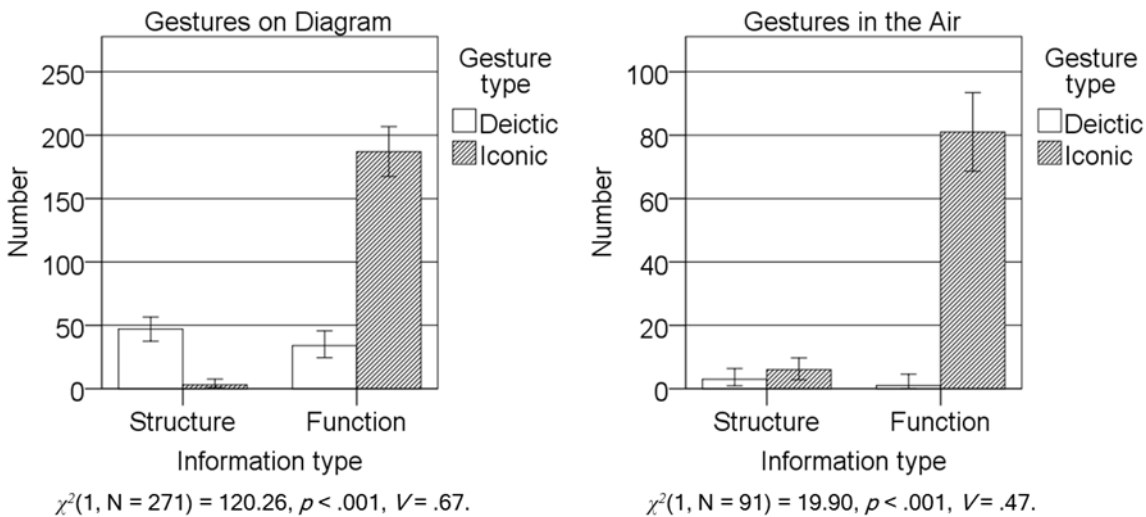 Gestures on Diagram
250
200
150
100
50
0
Number
Structure
Function
Information type
Gesture
type
Deictic
Iconic
χ²(1, N = 271) = 120.26, p < .001, V = .67.
Gestures in the Air
100
80
60
40
20
0
Number
Structure
Function
Information type
Gesture
type
Deictic
Iconic
χ²(1, N = 91) = 19.90, p < .001, V = .47.